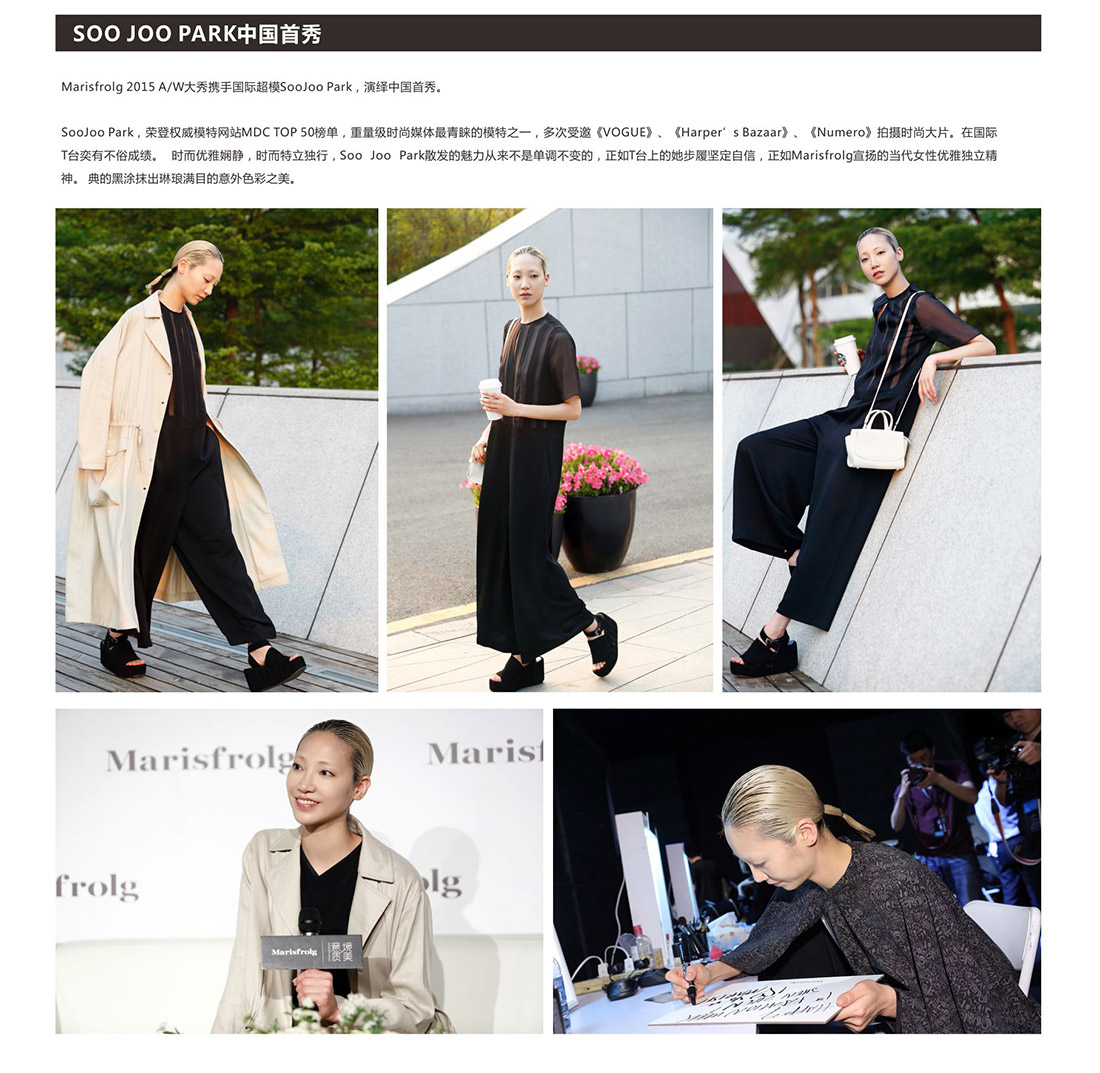 SOO JOO PARK中国首秀
Marisfrolg 2015 A/W大秀携手国际超模SooJoo Park，演绎中国首秀。
SooJoo Park，荣登权威模特网站MDC TOP 50榜单，重量级时尚媒体最青睐的模特之一，多次受邀《VOGUE》、《Harper’s Bazaar》、《Numero》拍摄时尚大片。在国际
T台奕有不俗成绩。 时而优雅娴静，时而特立独行，Soo Joo Park散发的魅力从来不是单调不变的，正如T台上的她步履坚定自信，正如Marisfrolg宣扬的当代女性优雅独立精
神。 典的黑涂抹出琳琅满目的意外色彩之美。
Marisfrolg
Marisf
frolg
olg
Marisfrolg